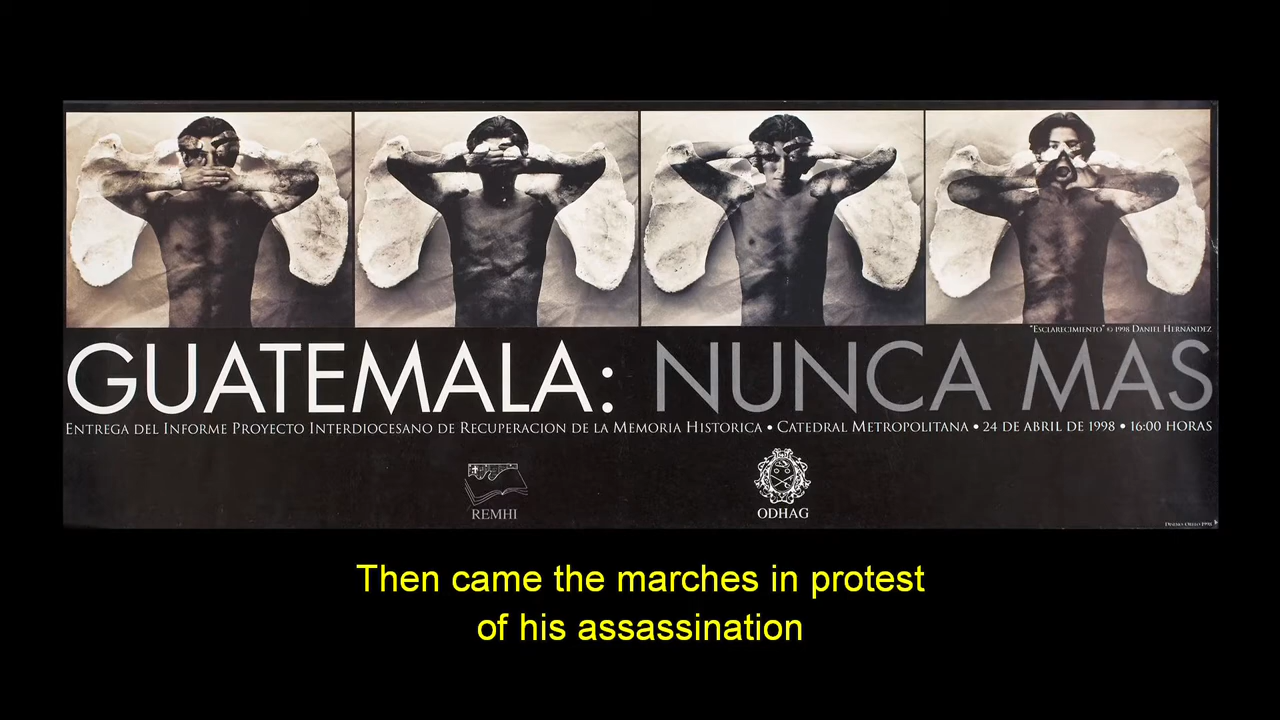 "Esclarecimiento" © 1998 Daniel Hernández
GUATEMALA: NUNCA MAS
Entrega del Informe Proyecto Interdiocesano de Recuperacion de la Memoria Historica • Catedral Metropolitana • 24 de abril de 1998 • 16:00 horas
REMHI
ODHAG
Then came the marches in protest
of his assassination